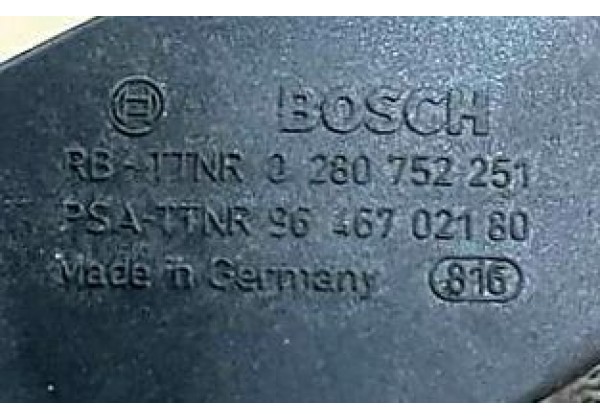 BOSCH
RB-TTNR 0 280 752 251
PSA-TTNR 96 467 021 80
Made in Germany 816